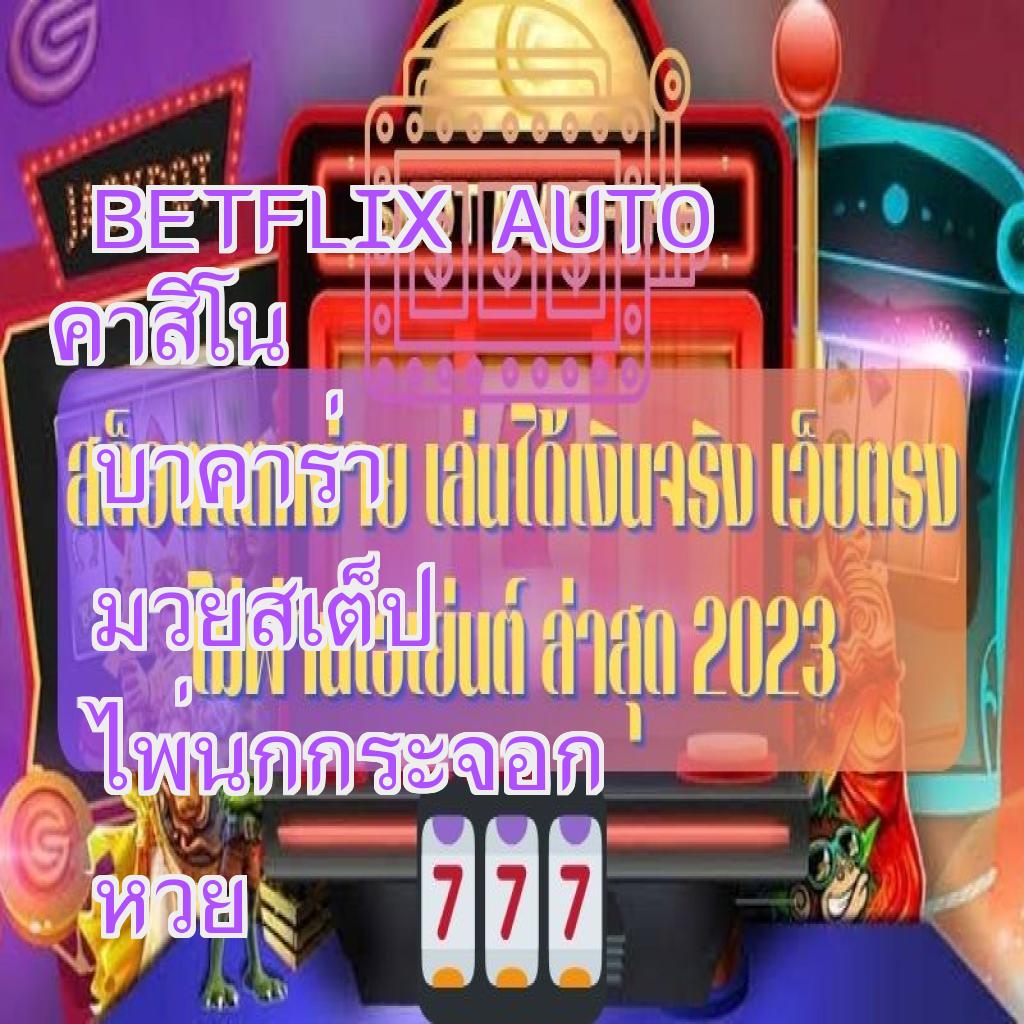 JACKPOT
BETFLIX AUTO
คาสิโน
บาคาร่า
เล่นได้เงินจริง เว็บตรง
มวยสเต็ป
ล่าสุด 2023
ไพ่นกกระจอก
777
หวย